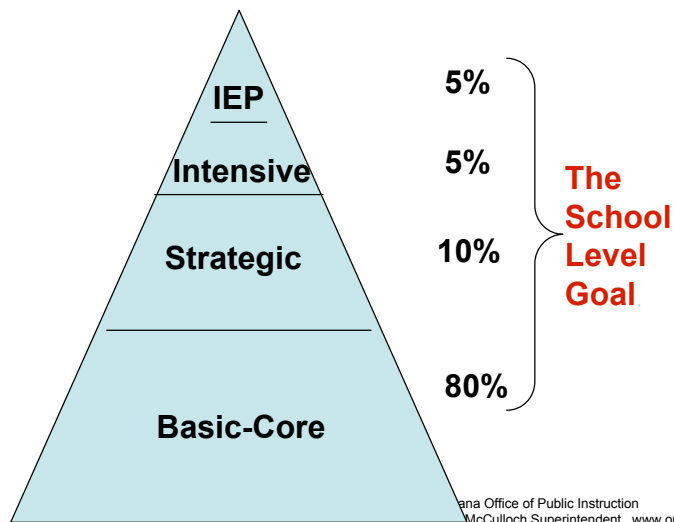 IEP
5%
Intensive
5%
Strategic
10%
Basic-Core
80%
The
School
Level
Goal
ana Office of Public Instruction
McCulloch Superintendent www.o